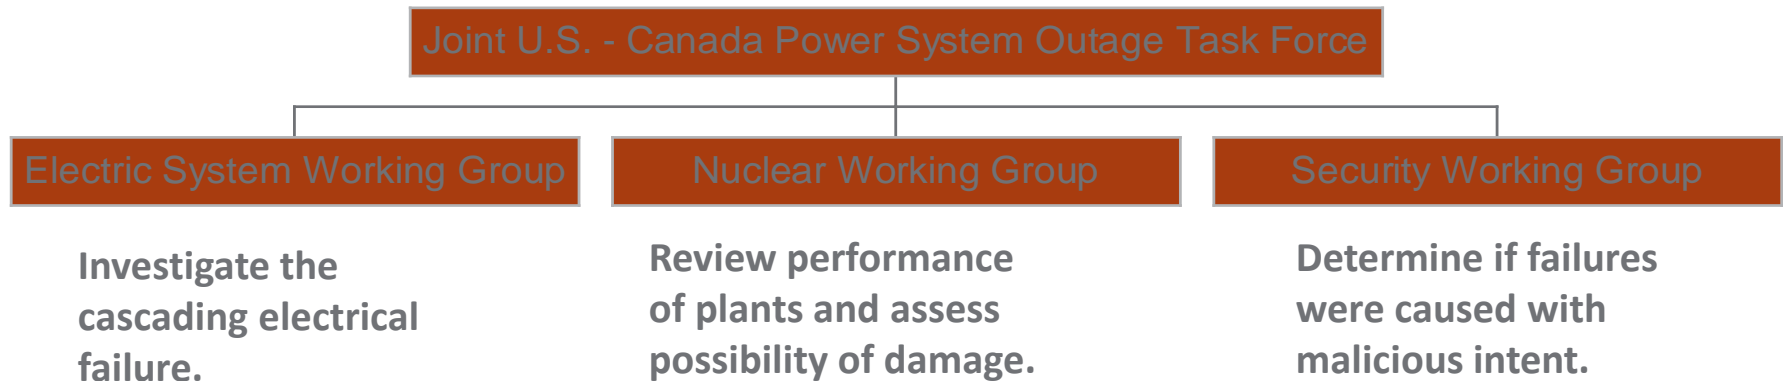 Joint U.S. - Canada Power System Outage Task Force
Electric System Working Group
Nuclear Working Group
Security Working Group
Investigate the
cascading electrical
failure.
Review performance
of plants and assess
possibility of damage.
Determine if failures
were caused with
malicious intent.